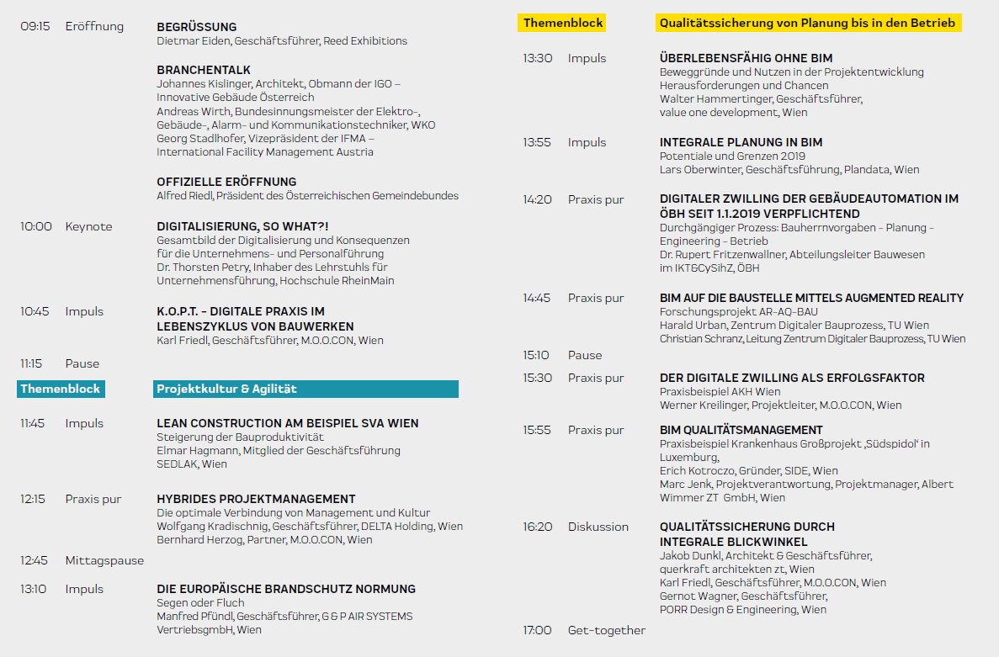 09:15 Eröffnung BEGRÜSSUNG
Dietmar Eiden, Geschäftsführer, Reed Exhibitions
BRANCHENTALK
Johannes Kislinger, Architekt, Obmann der IGO –
Innovative Gebäude Österreich
Andreas Wirth, Bundesinnungsmeister der Elektro-,
Gebäude-, Alarm- und Kommunikationstechniker, WKO
Georg Stadlhofer, Vizepräsident der IFMA –
International Facility Management Austria
OFFIZIELLE ERÖFFNUNG
Alfred Riedl, Präsident des Österreichischen Gemeindebundes
10:00 Keynote DIGITALISIERUNG, SO WHAT?!
Gesamtbild der Digitalisierung und Konsequenzen
für die Unternehmens- und Personalführung
Dr. Thorsten Petry, Inhaber des Lehrstuhls für
Unternehmensführung, Hochschule RheinMain
10:45 Impuls K.O.P.T. - DIGITALE PRAXIS IM
LEBENSZYKLUS VON BAUWERKEN
Karl Friedl, Geschäftsführer, M.O.O.CON, Wien
11:15 Pause
Themenblock Projektkultur & Agilität
11:45 Impuls LEAN CONSTRUCTION AM BEISPIEL SVA WIEN
Steigerung der Bauproduktivität
Elmar Hagmann, Mitglied der Geschäftsführung
SEDLAK, Wien
12:15 Praxis pur HYBRIDES PROJEKTMANAGEMENT
Die optimale Verbindung von Management und Kultur
Wolfgang Kradischnig, Geschäftsführer, DELTA Holding, Wien
Bernhard Herzog, Partner, M.O.O.CON, Wien
12:45 Mittagspause
13:10 Impuls DIE EUROPÄISCHE BRANDSCHUTZ NORMUNG
Segen oder Fluch
Manfred Pfündl, Geschäftsführer, G & P AIR SYSTEMS
VertriebsgmbH, Wien
Themenblock Qualitätssicherung von Planung bis in den Betrieb
13:30 Impuls ÜBERLEBENSFÄHIG OHNE BIM
Beweggründe und Nutzen in der Projektentwicklung
Herausforderungen und Chancen
Walter Hammertinger, Geschäftsführer,
value one development, Wien
13:55 Impuls INTEGRALE PLANUNG IN BIM
Potentiale und Grenzen 2019
Lars Oberwinter, Geschäftsführung, Plandata, Wien
14:20 Praxis pur DIGITALER ZWILLING DER GEBÄUDEAUTOMATION IM
ÖBH SEIT 1.1.2019 VERPFLICHTEND
Durchgängiger Prozess: Bauherrnvorgaben - Planung -
Engineering - Betrieb
Dr. Rupert Fritzenwallner, Abteilungsleiter Bauwesen
im IKT&CySihZ, ÖBH
14:45 Praxis pur BIM AUF DIE BAUSTELLE MITTELS AUGMENTED REALITY
Forschungsprojekt AR-AQ-BAU
Harald Urban, Zentrum Digitaler Bauprozess, TU Wien
Christian Schranz, Leitung Zentrum Digitaler Bauprozess, TU Wien
15:10 Pause
15:30 Praxis pur DER DIGITALE ZWILLING ALS ERFOLGSFAKTOR
Praxisbeispiel AKH Wien
Werner Kreilinger, Projektleiter, M.O.O.CON, Wien
15:55 Praxis pur BIM QUALITÄTSMANAGEMENT
Praxisbeispiel Krankenhaus Großprojekt ‚Südspidol‘ in
Luxemburg,
Erich Kotroczo, Gründer, SIDE, Wien
Marc Jenk, Projektverantwortung, Projektmanager, Albert
Wimmer ZT GmbH, Wien
16:20 Diskussion QUALITÄTSSICHERUNG DURCH
INTEGRALE BLICKWINKEL
Jakob Dunkl, Architekt & Geschäftsführer,
querkraft architekten zt, Wien
Karl Friedl, Geschäftsführer, M.O.O.CON, Wien
Gernot Wagner, Geschäftsführer,
PORR Design & Engineering, Wien
17:00 Get-together